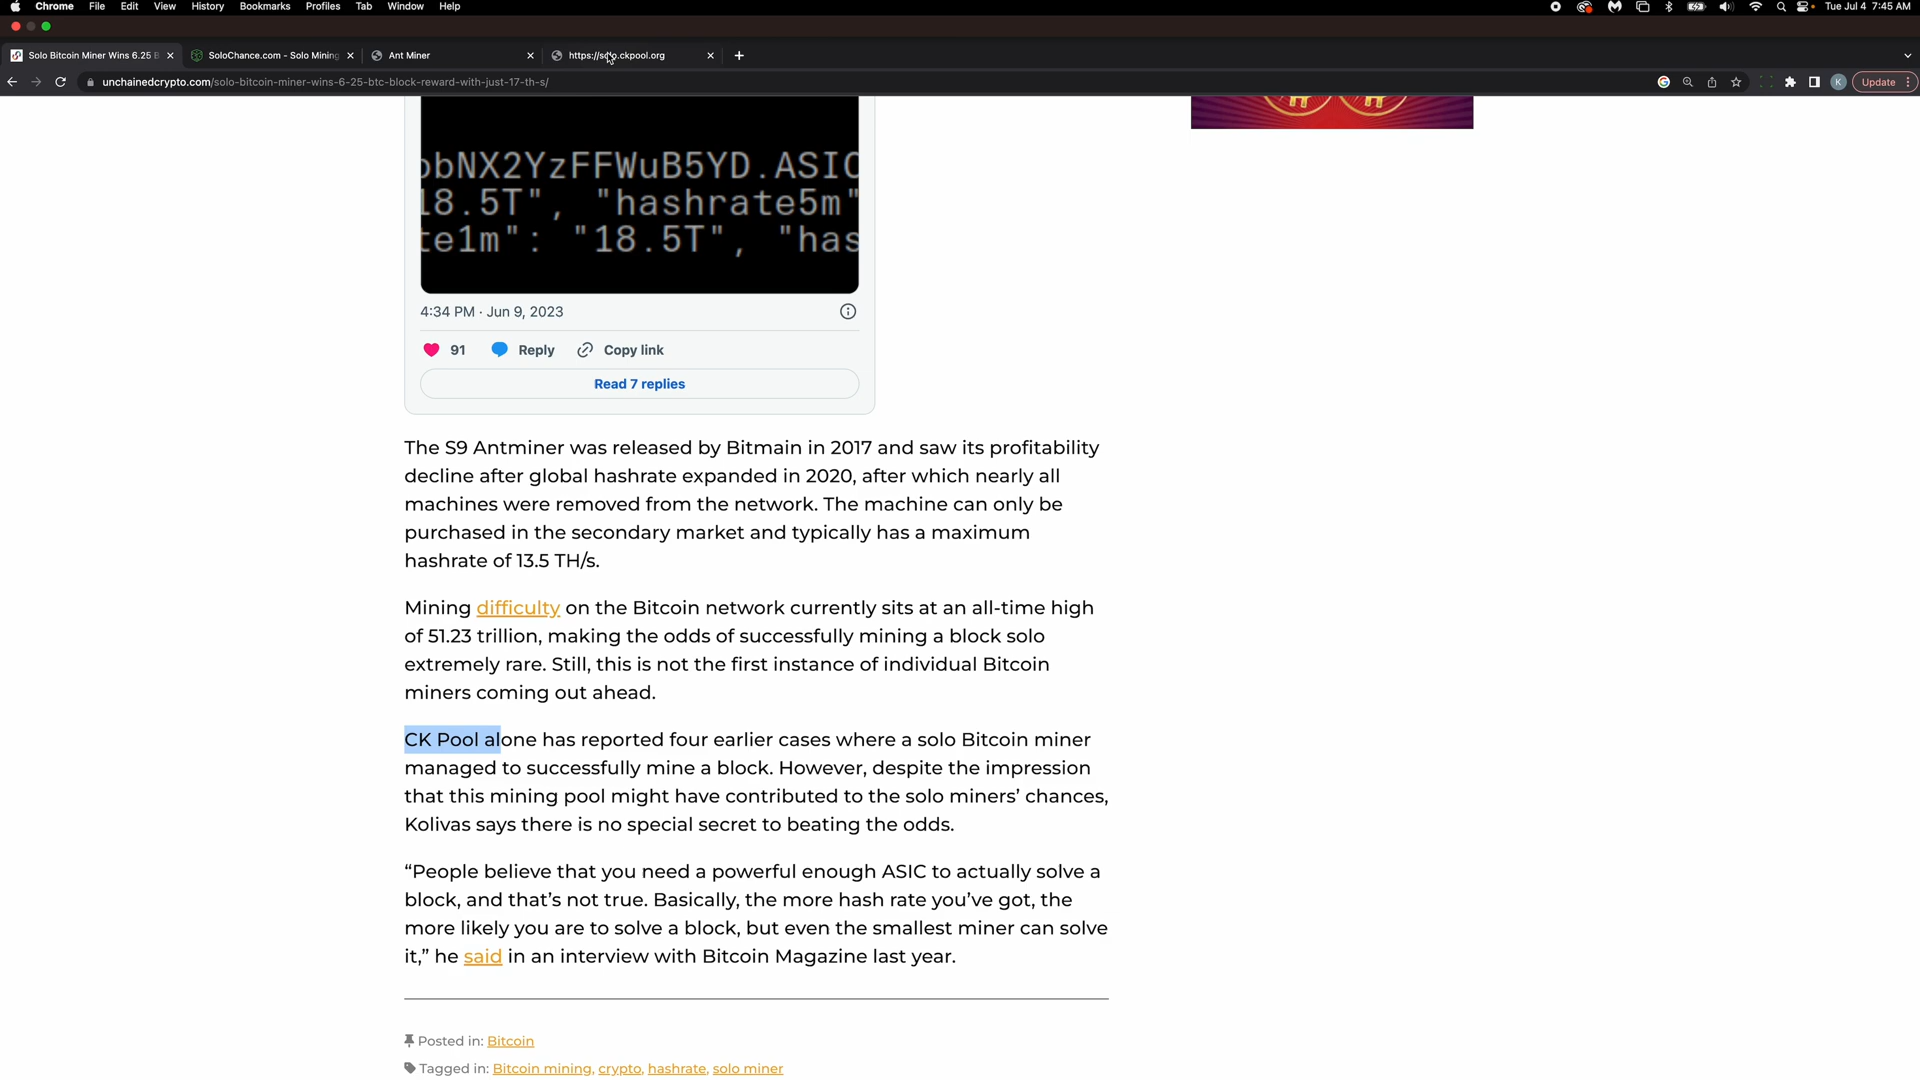 Chrome File Edit View History Bookmarks Profiles Tab Window Help Tue Jul 4 7:45 AM
Solo Bitcoin Miner Wins 6.25 B SoloChance.com - Solo Mining Ant Miner https://solo.ckpool.org
unchainedcrypto.com/solo-bitcoin-miner-wins-6-25-btc-block-reward-with-just-17-th-s/ K Update
obNX2YzFFWuB5YD.ASIC
18.5T", "hashrate5m"
te1m": "18.5T", "has
4:34 PM · Jun 9, 2023
91 Reply Copy link
Read 7 replies
The S9 Antminer was released by Bitmain in 2017 and saw its profitability
decline after global hashrate expanded in 2020, after which nearly all
machines were removed from the network. The machine can only be
purchased in the secondary market and typically has a maximum
hashrate of 13.5 TH/s.
Mining difficulty on the Bitcoin network currently sits at an all-time high
of 51.23 trillion, making the odds of successfully mining a block solo
extremely rare. Still, this is not the first instance of individual Bitcoin
miners coming out ahead.
CK Pool alone has reported four earlier cases where a solo Bitcoin miner
managed to successfully mine a block. However, despite the impression
that this mining pool might have contributed to the solo miners’ chances,
Kolivas says there is no special secret to beating the odds.
“People believe that you need a powerful enough ASIC to actually solve a
block, and that’s not true. Basically, the more hash rate you’ve got, the
more likely you are to solve a block, but even the smallest miner can solve
it,” he said in an interview with Bitcoin Magazine last year.
Posted in: Bitcoin
Tagged in: Bitcoin mining, crypto, hashrate, solo miner